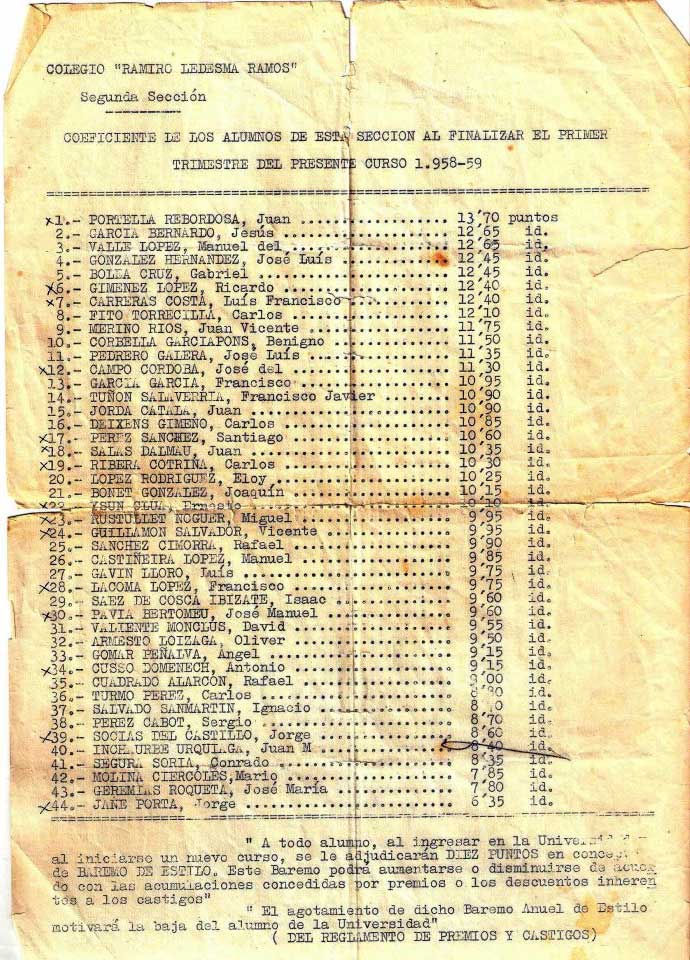 COLEGIO "RAMIRO LEDESMA RAMOS"
Segunda Sección
COEFICIENTE DE LOS ALUMNOS DE ESTA SECCION AL FINALIZAR EL PRIMER
TRIMESTRE DEL PRESENTE CURSO 1.958-59
x1.- PORTELLA REBORDOSA, Juan .................. 13'70 puntos
2.- GARCIA BERNARDO, Jesús .................... 12'65 id.
3.- VALLE LOPEZ, Manuel del ................... 12'65 id.
4.- GONZALEZ HERNANDEZ, José Luís ............. 12'45 id.
5.- BOLEA CRUZ, Gabriel ....................... 12'45 id.
x6.- GIMENEZ LOPEZ, Ricardo .................... 12'40 id.
x7.- CARRERAS COSTA, Luís Francisco ............ 12'40 id.
8.- FITO TORRECILLA, Carlos ................... 12'10 id.
9.- MERINO RIOS, Juan Vicente ................. 11'75 id.
10.- CORBELLA GARCIAPONS, Benigno .............. 11'50 id.
11.- PEDRERO GALERA, José Luís ................. 11'35 id.
x12.- CAMPO CORDOBA, José del ................... 11'30 id.
13.- GARCIA GARCIA, Francisco .................. 10'95 id.
14.- TUÑON SALAVERRIA, Francisco Javier ........ 10'90 id.
15.- JORDA CATALA, Juan ........................ 10'90 id.
16.- DEIXENS GIMENO, Carlos .................... 10'85 id.
x17.- PEREZ SANCHEZ, Santiago ................... 10'60 id.
x18.- SALAS DALMAU, Juan ........................ 10'35 id.
x19.- RIBERA COTRIÑA, Carlos .................... 10'30 id.
20.- LOPEZ RODRIGUEZ, Eloy ..................... 10'25 id.
21.- BONET GONZALEZ, Joaquín ................... 10'15 id.
x22.- YSUN CLUA, Ernesto ........................ 10'10 id.
x23.- RUSTULLET NOGUER, Miguel .................. 9'95 id.
x24.- GUILLAMON SALVADOR, Vicente ............... 9'95 id.
25.- SANCHEZ CIMORRA, Rafael ................... 9'90 id.
26.- CASTIÑEIRA LOPEZ, Manuel .................. 9'85 id.
27.- GAVIN LLORO, Luís ......................... 9'75 id.
x28.- LACOMA LOPEZ, Francisco ................... 9'75 id.
29.- SAEZ DE COSCA IBIZATE, Isaac .............. 9'60 id.
x30.- PAVIA BERTOMEU, José Manuel ............... 9'60 id.
31.- VALIENTE MONCLUS, David ................... 9'55 id.
32.- ARMESTO LOIZAGA, Oliver ................... 9'50 id.
33.- GOMAR PEÑALVA, Angel ...................... 9'15 id.
x34.- CUSSO DOMENECH, Antonio ................... 9'15 id.
35.- CUADRADO ALARCÓN, Rafael .................. 9'00 id.
36.- TURMO PEREZ, Carlos ....................... id.
37.- SALVADO SANMARTIN, Ignacio ................ id.
38.- PEREZ CABOT, Sergio ....................... 8'70 id.
x39.- SOCIAS DEL CASTILLO, Jorge ................ 8'60 id.
40.- INCHAURBE URQUIAGA, Juan M ................ 8'40 id.
41.- SEGURA SORIA, Conrado ..................... 8'35 id.
42.- MOLINA CIERCOLES,Mario .................... 7'85 id.
43.- GEREMIAS ROQUETA, José María .............. 7'80 id.
x44.- JAÑE PORTA, Jorge ......................... 6'35 id.
" A todo alumno, al ingresar en la Universidad
al iniciarse un nuevo curso, se le adjudicarán DIEZ PUNTOS en concepto
de BAREMO DE ESTILO. Este Baremo podrá aumentarse o disminuirse de acuer
do con las acumulaciones concedidas por premios o los descuentos inheren
tes a los castigos"
" El agotamiento de dicho Baremo Anuel de Estilo
motivará la baja del alumno de la Universidad"
( DEL REGLAMENTO DE PREMIOS Y CASTIGOS)